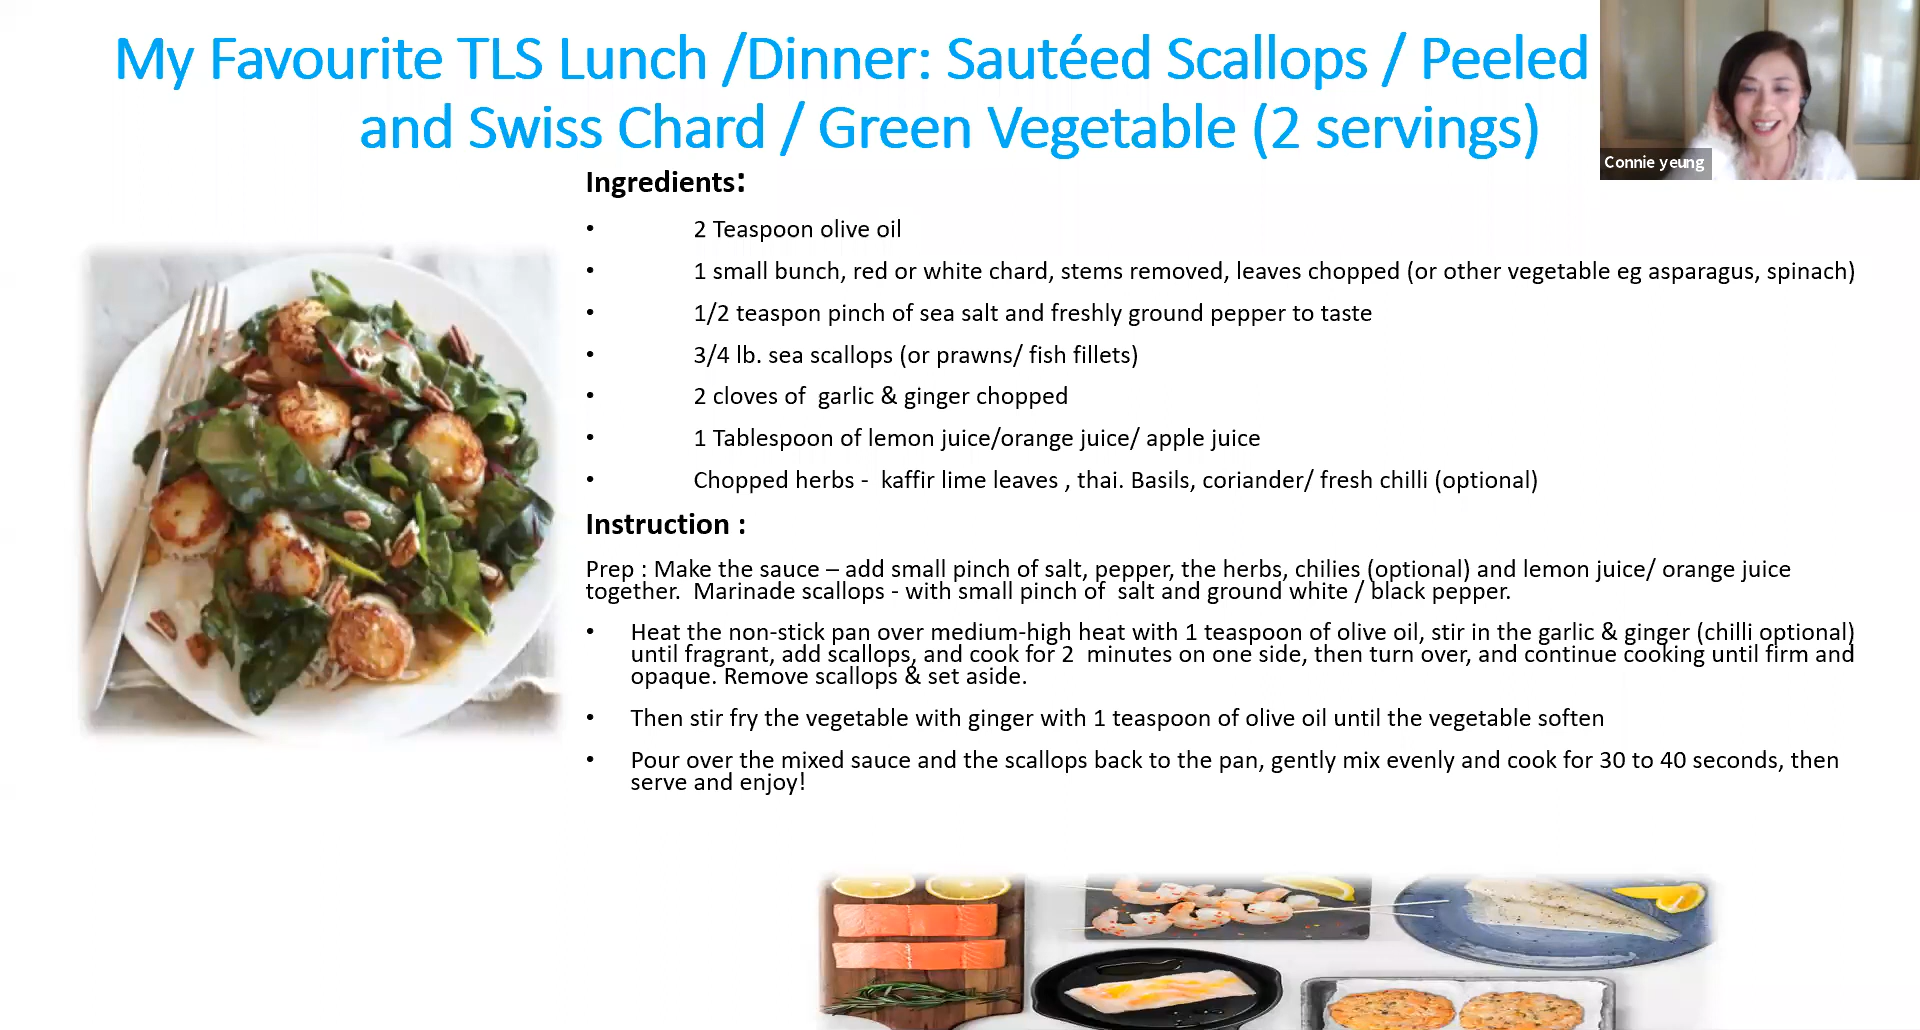 My Favourite TLS Lunch /Dinner: Sautéed Scallops / Peeled
and Swiss Chard / Green Vegetable (2 servings)
Connie yeung
Ingredients:
• 2 Teaspoon olive oil
• 1 small bunch, red or white chard, stems removed, leaves chopped (or other vegetable eg asparagus, spinach)
• 1/2 teaspon pinch of sea salt and freshly ground pepper to taste
• 3/4 lb. sea scallops (or prawns/ fish fillets)
• 2 cloves of  garlic & ginger chopped
• 1 Tablespoon of lemon juice/orange juice/ apple juice
• Chopped herbs -  kaffir lime leaves , thai. Basils, coriander/ fresh chilli (optional)
Instruction :
Prep : Make the sauce – add small pinch of salt, pepper, the herbs, chilies (optional) and lemon juice/ orange juice
together.  Marinade scallops - with small pinch of  salt and ground white / black pepper.
• Heat the non-stick pan over medium-high heat with 1 teaspoon of olive oil, stir in the garlic & ginger (chilli optional)
until fragrant, add scallops, and cook for 2  minutes on one side, then turn over, and continue cooking until firm and
opaque. Remove scallops & set aside.
• Then stir fry the vegetable with ginger with 1 teaspoon of olive oil until the vegetable soften
• Pour over the mixed sauce and the scallops back to the pan, gently mix evenly and cook for 30 to 40 seconds, then
serve and enjoy!